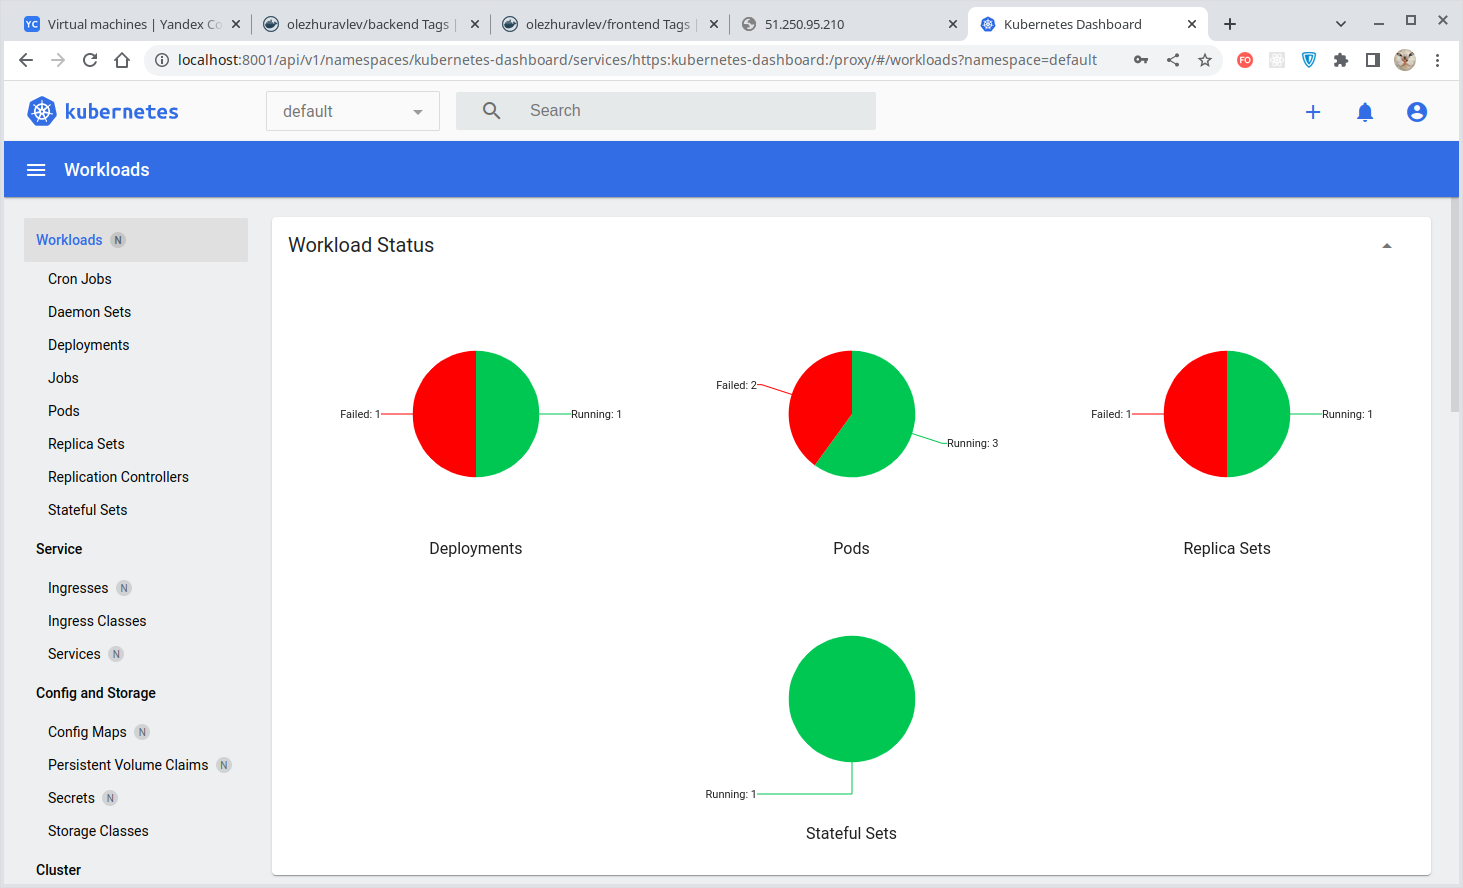 Virtual machines | Yandex Co
olezhuravlev/backend Tags |
olezhuravlev/frontend Tags |
51.250.95.210
Kubernetes Dashboard
localhost:8001/api/v1/namespaces/kubernetes-dashboard/services/https:kubernetes-dashboard:/proxy/#/workloads?namespace=default
FO
kubernetes
default
Search
Workloads
Workloads N
Cron Jobs
Daemon Sets
Deployments
Jobs
Pods
Replica Sets
Replication Controllers
Stateful Sets
Service
Ingresses N
Ingress Classes
Services N
Config and Storage
Config Maps N
Persistent Volume Claims N
Secrets N
Storage Classes
Cluster
Workload Status
Failed: 1
Running: 1
Deployments
Failed: 2
Running: 3
Pods
Failed: 1
Running: 1
Replica Sets
Running: 1
Stateful Sets